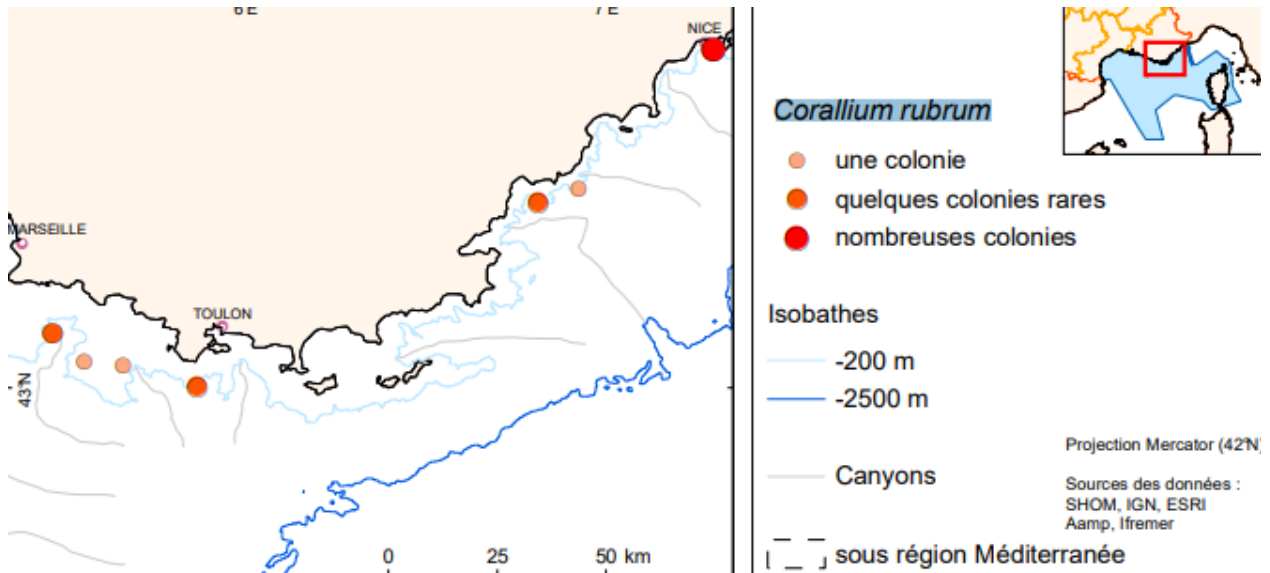 6°E
7°E
NICE
MARSEILLE
TOULON
43°N
0 25 50 km
Corallium rubrum
une colonie
quelques colonies rares
nombreuses colonies
Isobathes
-200 m
-2500 m
Canyons
sous région Méditerranée
Projection Mercator (42°N)
Sources des données :
SHOM, IGN, ESRI
Aamp, Ifremer